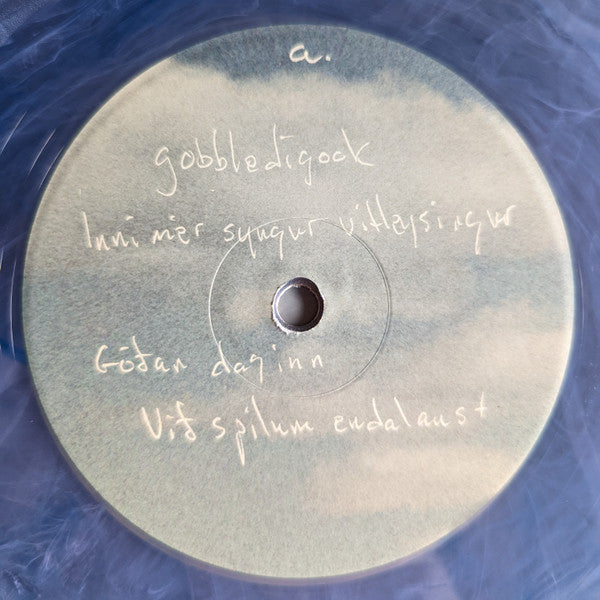 a.
gobbledigook
Inní mér syngur vitleysingur
Góðan daginn
Við spilum endalaust